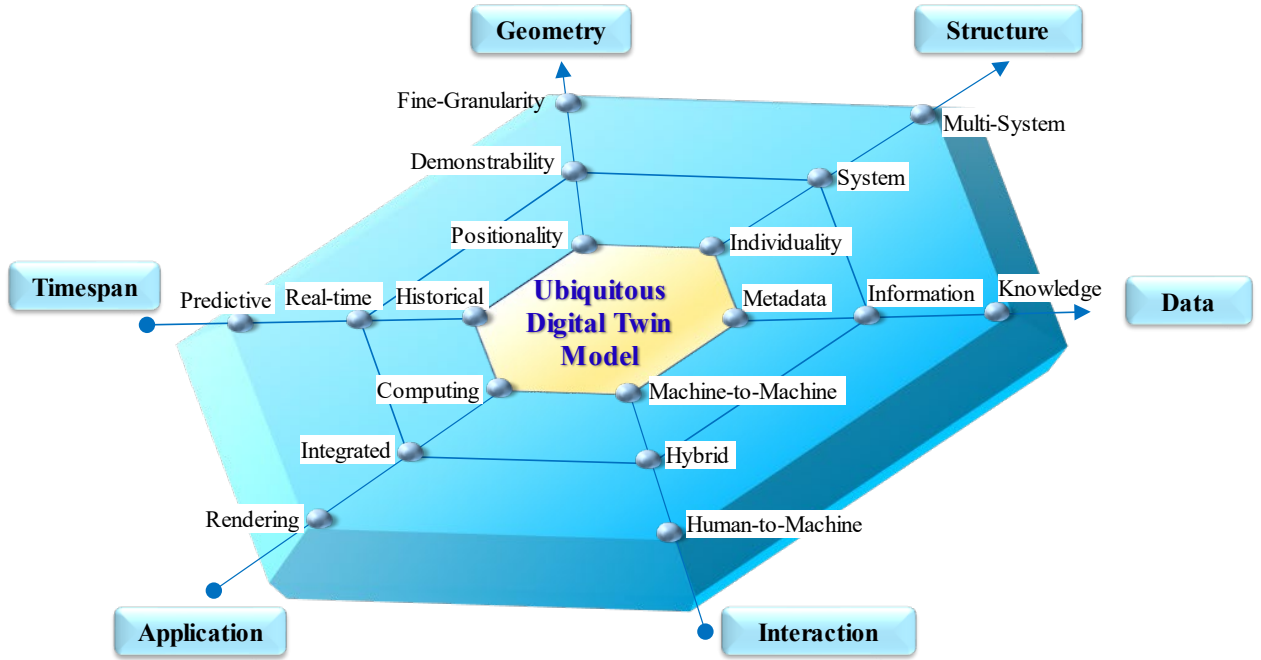 Geometry
Structure
Fine-Granularity
Multi-System
Demonstrability
System
Positionality
Individuality
Timespan
Predictive
Real-time
Historical
Ubiquitous
Digital Twin
Model
Metadata
Information
Knowledge
Data
Computing
Machine-to-Machine
Integrated
Hybrid
Rendering
Human-to-Machine
Application
Interaction